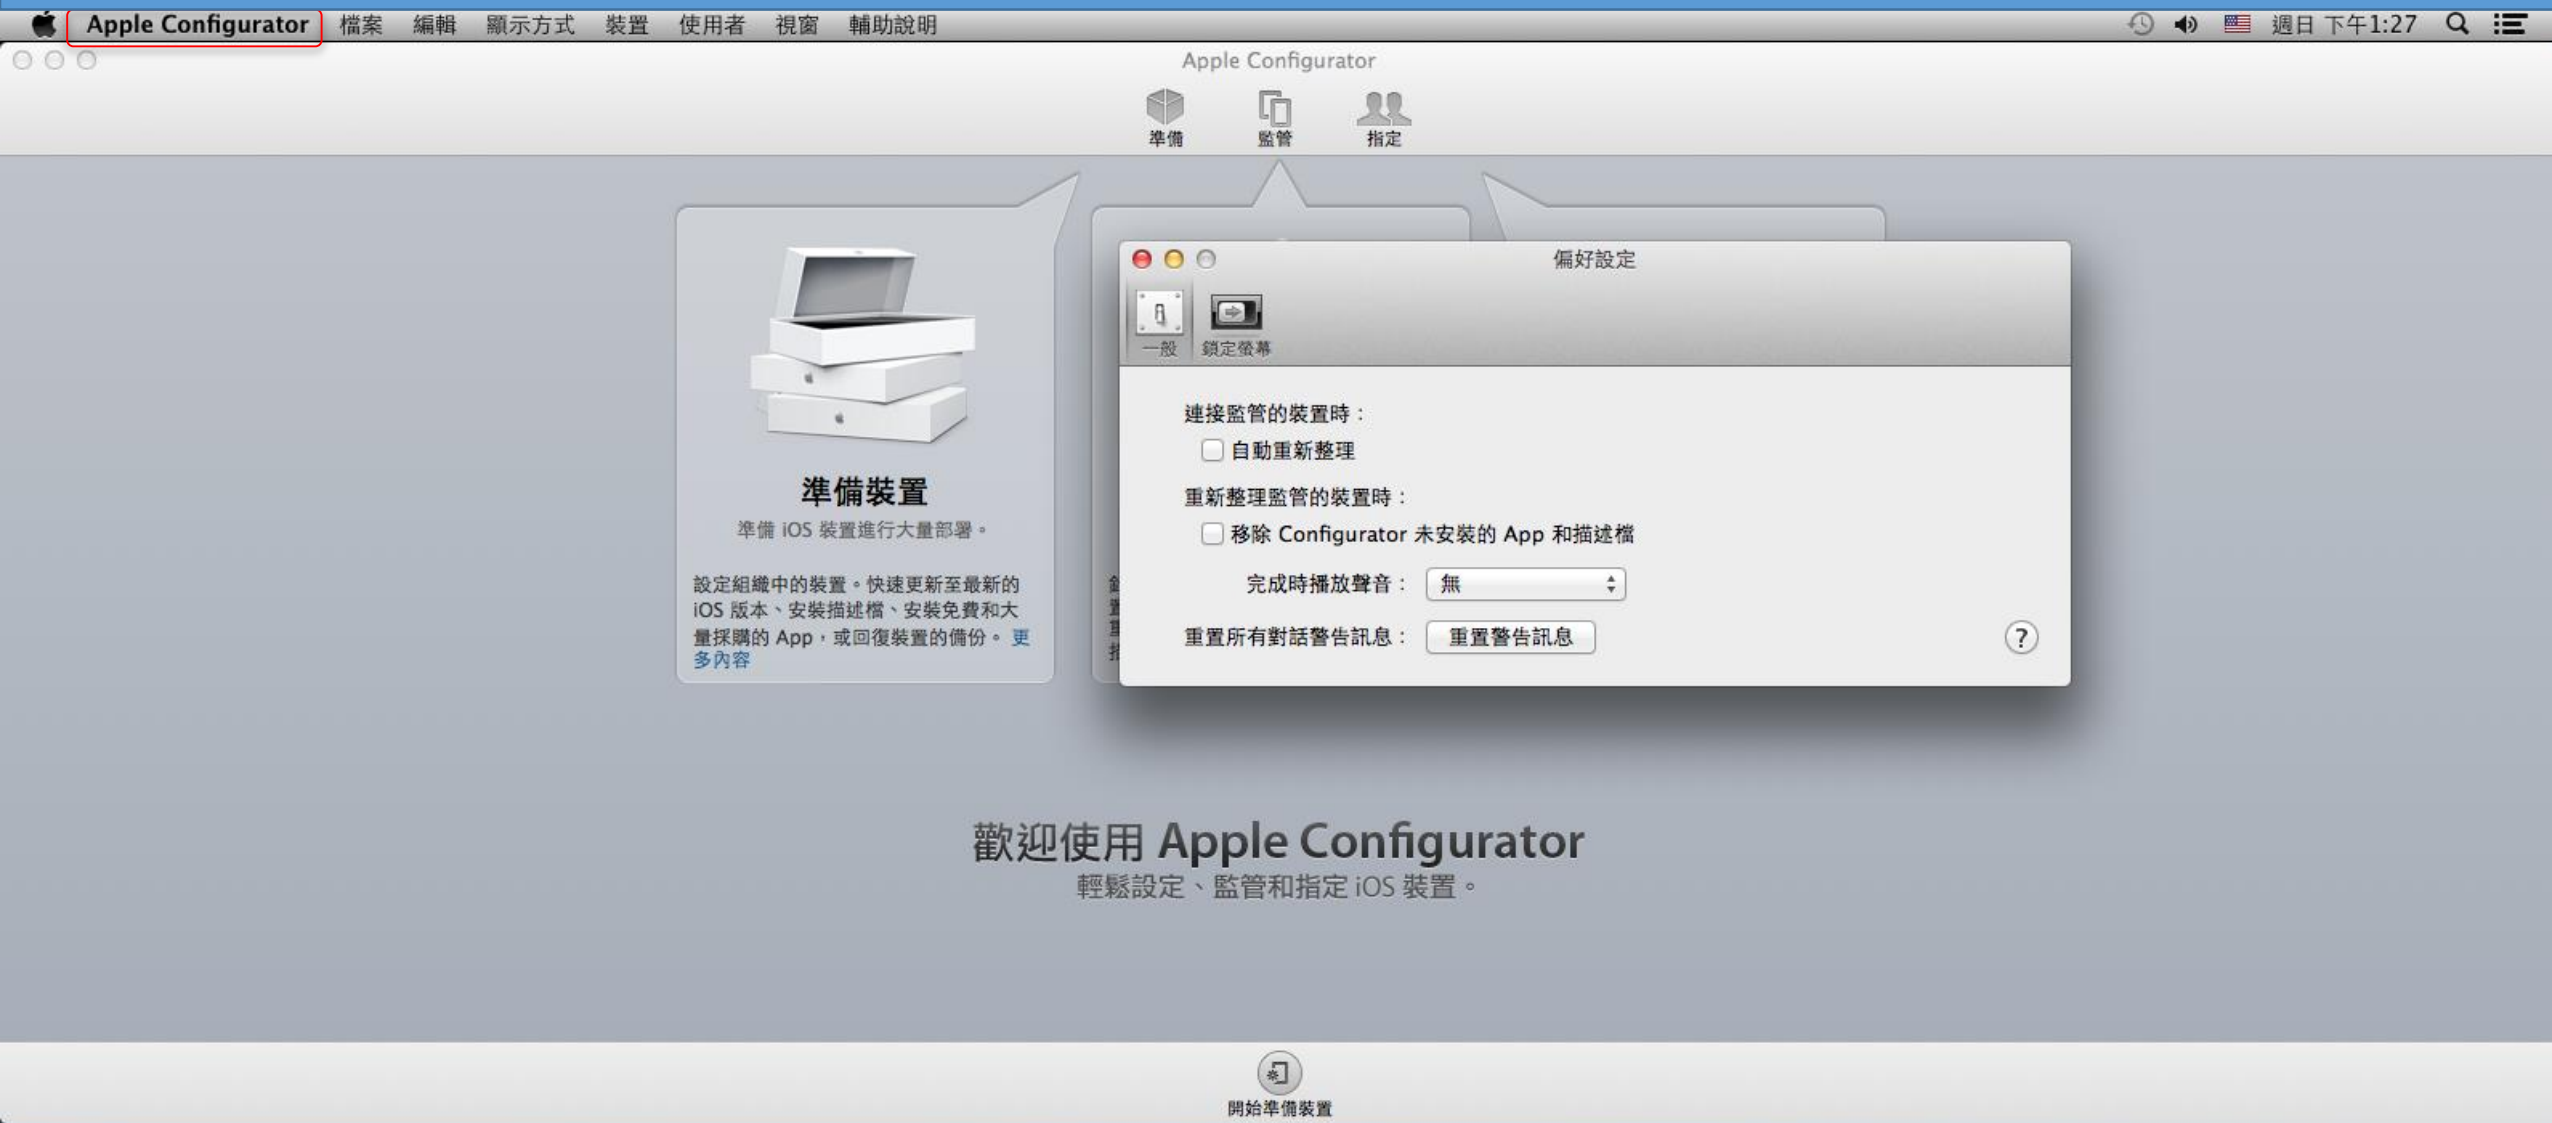 Apple Configurator 檔案 編輯 顯示方式 裝置 使用者 視窗 輔助說明 週日 下午1:27
Apple Configurator
準備 監管 指定
偏好設定
一般 鎖定螢幕
連接監管的裝置時：
自動重新整理
重新整理監管的裝置時：
移除 Configurator 未安裝的 App 和描述檔
完成時播放聲音： 無
重置所有對話警告訊息： 重置警告訊息
?
準備裝置
準備 iOS 裝置進行大量部署。
設定組織中的裝置。快速更新至最新的
iOS 版本、安裝描述檔、安裝免費和大
量採購的 App，或回復裝置的備份。 更
多內容
歡迎使用 Apple Configurator
輕鬆設定、監管和指定 iOS 裝置。
開始準備裝置